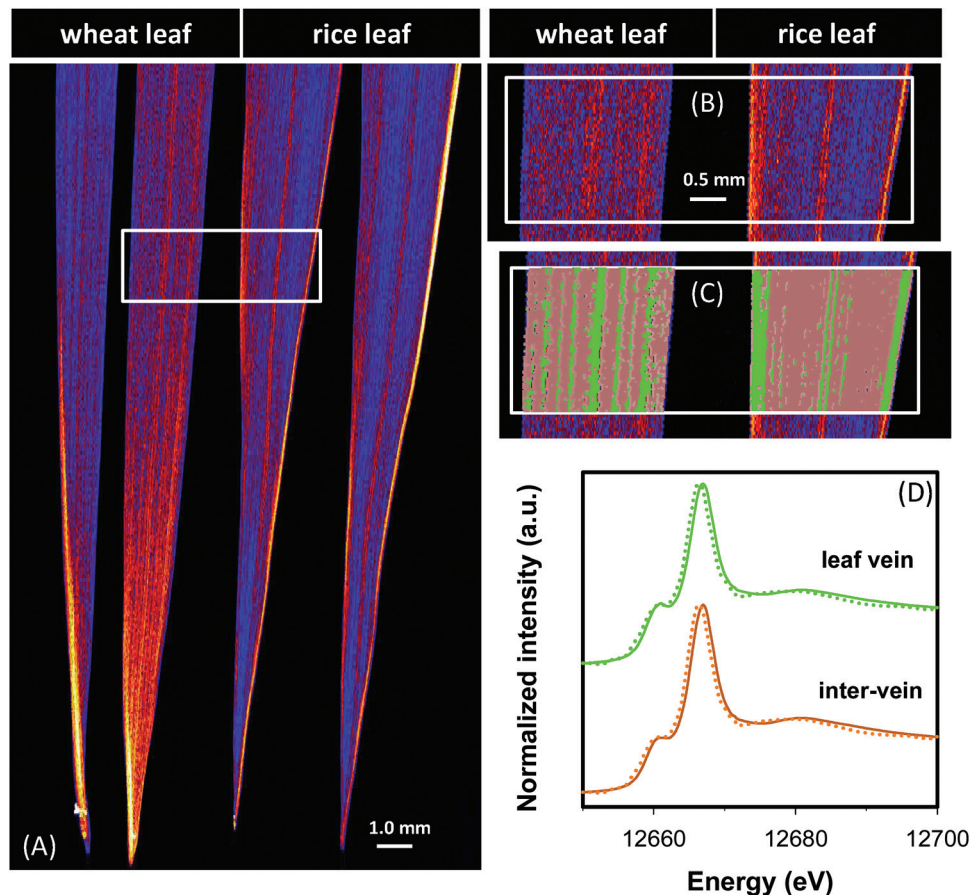 wheat leaf
rice leaf
(A)
1.0 mm
wheat leaf
rice leaf
(B)
0.5 mm
(C)
(D)
Normalized intensity (a.u.)
leaf vein
inter-vein
12660
12680
12700
Energy (eV)